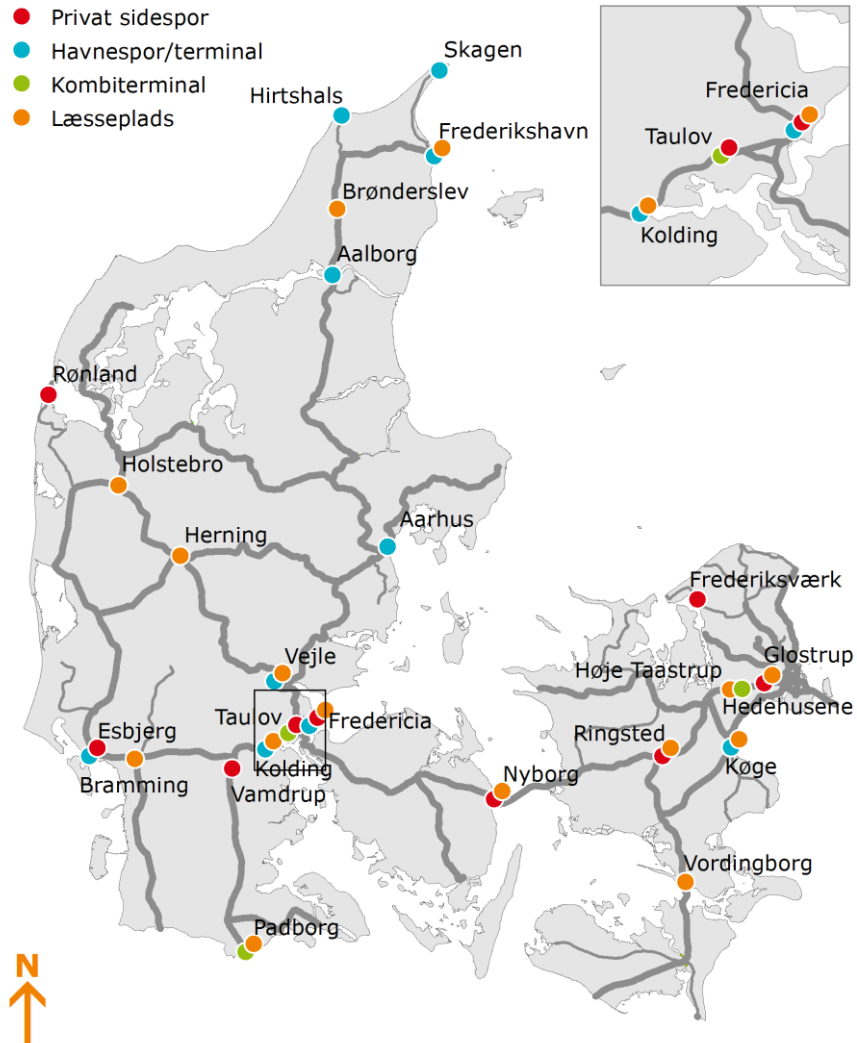 Privat sidespor
Havnespor/terminal
Kombiterminal
Læsseplads
Skagen
Hirtshals
Frederikshavn
Brønderslev
Aalborg
Fredericia
Taulov
Kolding
Rønland
Holstebro
Herning
Aarhus
Frederiksværk
Vejle
Glostrup
Høje Taastrup
Hedehusene
Taulov
Fredericia
Esbjerg
Ringsted
Kolding
Køge
Bramming
Vamdrup
Nyborg
Vordingborg
Padborg
N